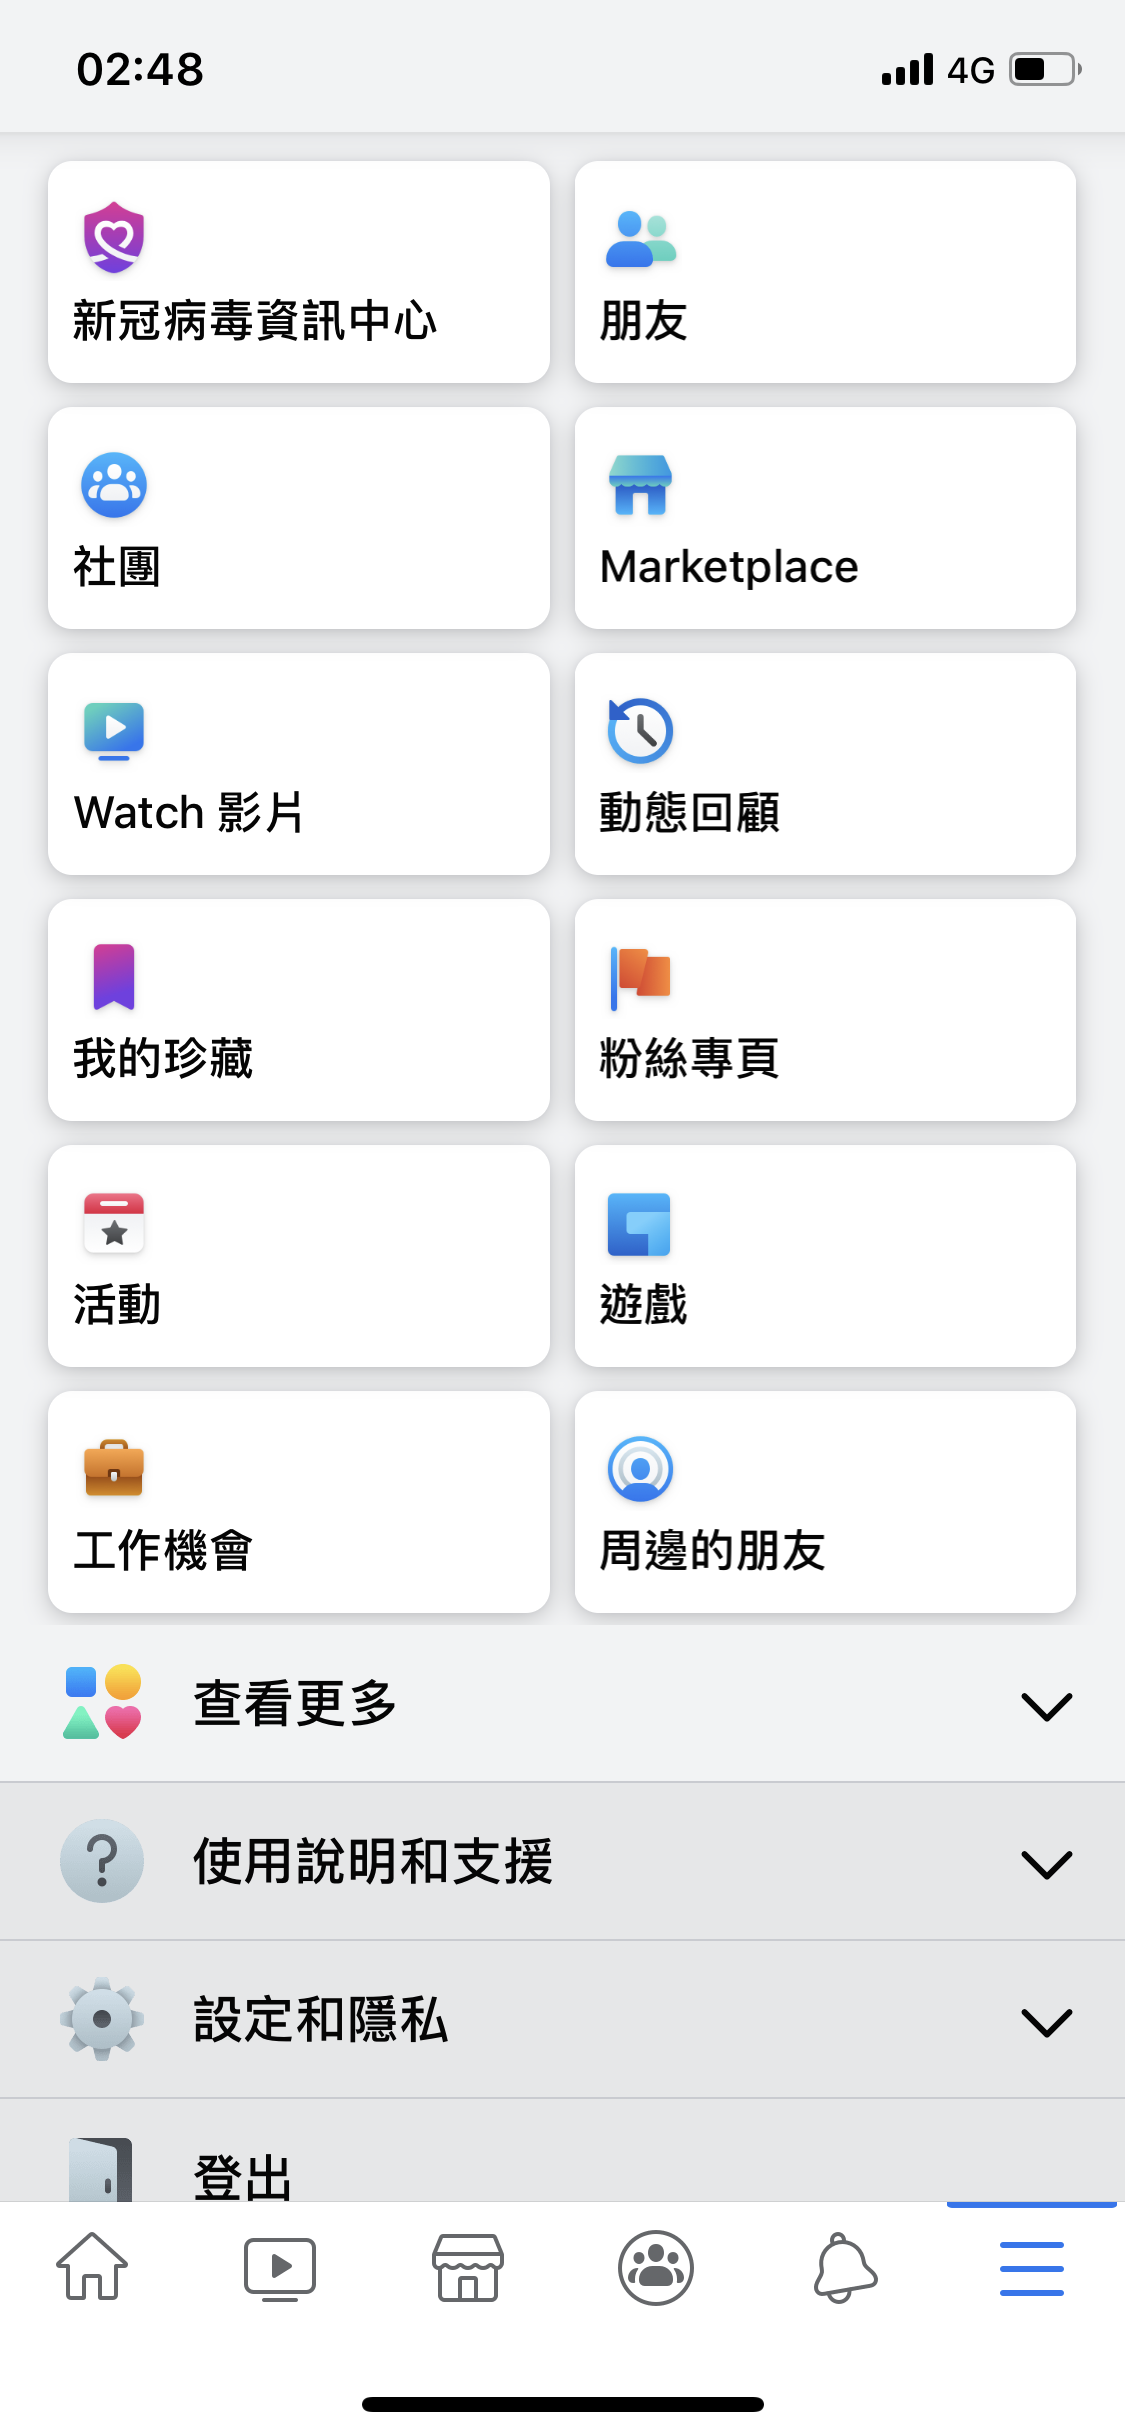 02:48
4G
新冠病毒資訊中心
朋友
社團
Marketplace
Watch 影片
動態回顧
我的珍藏
粉絲專頁
活動
遊戲
工作機會
周邊的朋友
查看更多
使用說明和支援
設定和隱私
登出